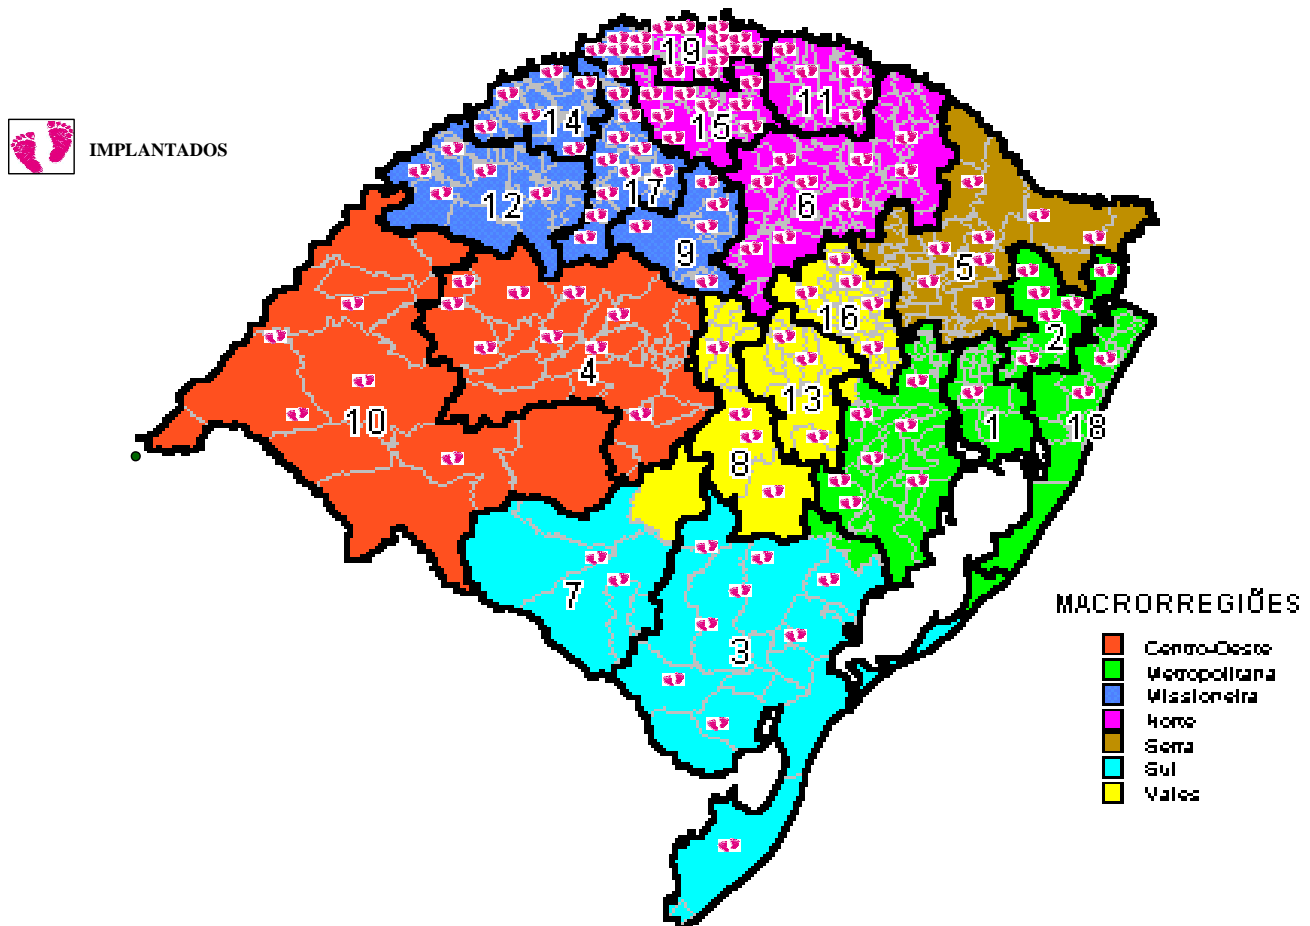 19
11
14
15
IMPLANTADOS
17
12
6
9
5
16
2
4
13
10
1
18
8
7
MACRORREGIÕES
3
Centro-Oeste
Metropolitana
Missioneira
Norte
Serra
Sul
Vales